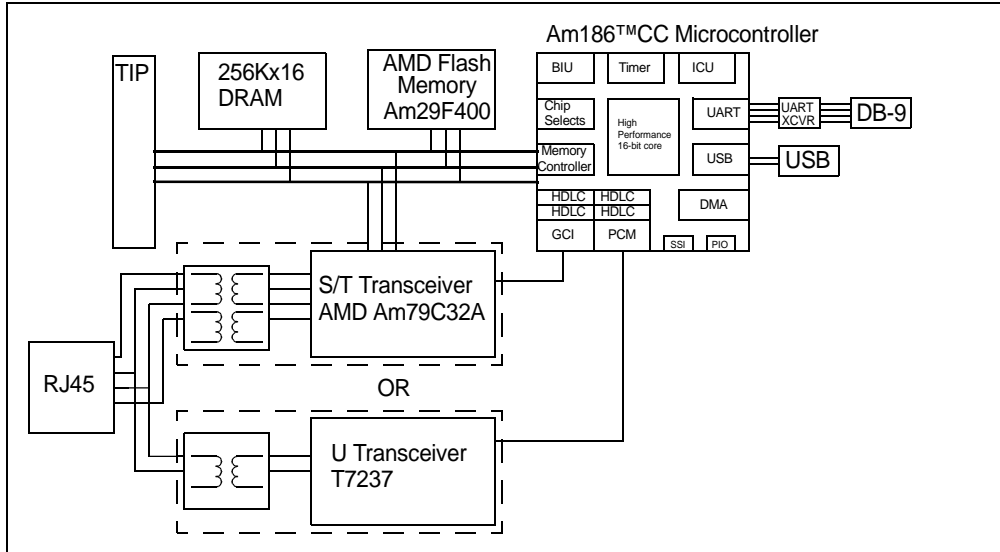 Am186™CC Microcontroller
TIP
256Kx16
DRAM
AMD Flash
Memory
Am29F400
BIU
Timer
ICU
Chip
Selects
High
Performance
16-bit core
UART
UART
XCVR
DB-9
Memory
Controller
USB
USB
HDLC
HDLC
HDLC
HDLC
DMA
GCI
PCM
SSI
PIO
S/T Transceiver
AMD Am79C32A
RJ45
OR
U Transceiver
T7237